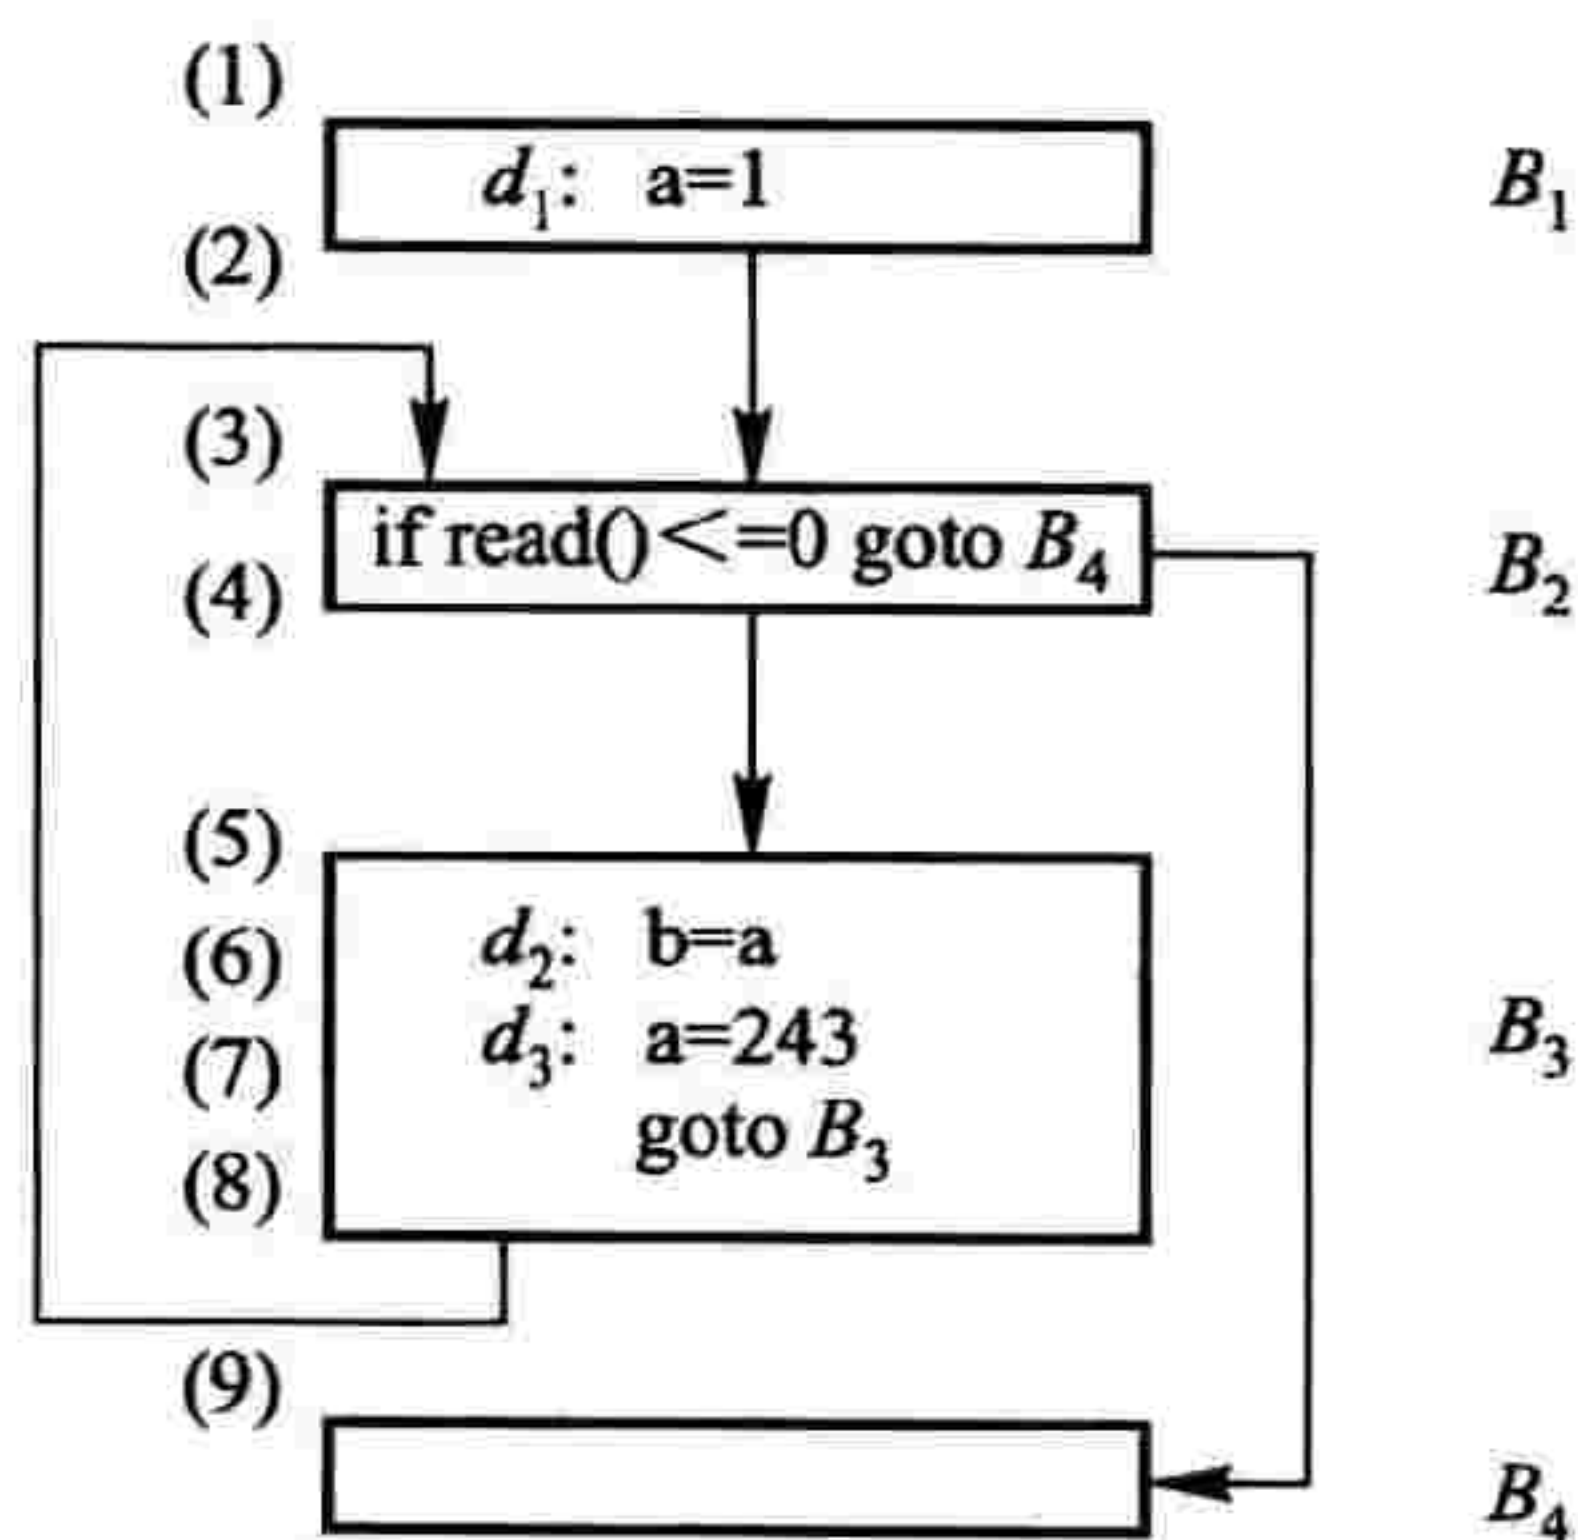 (1)
d₁: a=1 B₁
(2)
(3)
if read()<=0 goto B₄ B₂
(4)
(5)
d₂: b=a
(6)
d₃: a=243 B₃
(7)
goto B₃
(8)
(9)
B₄